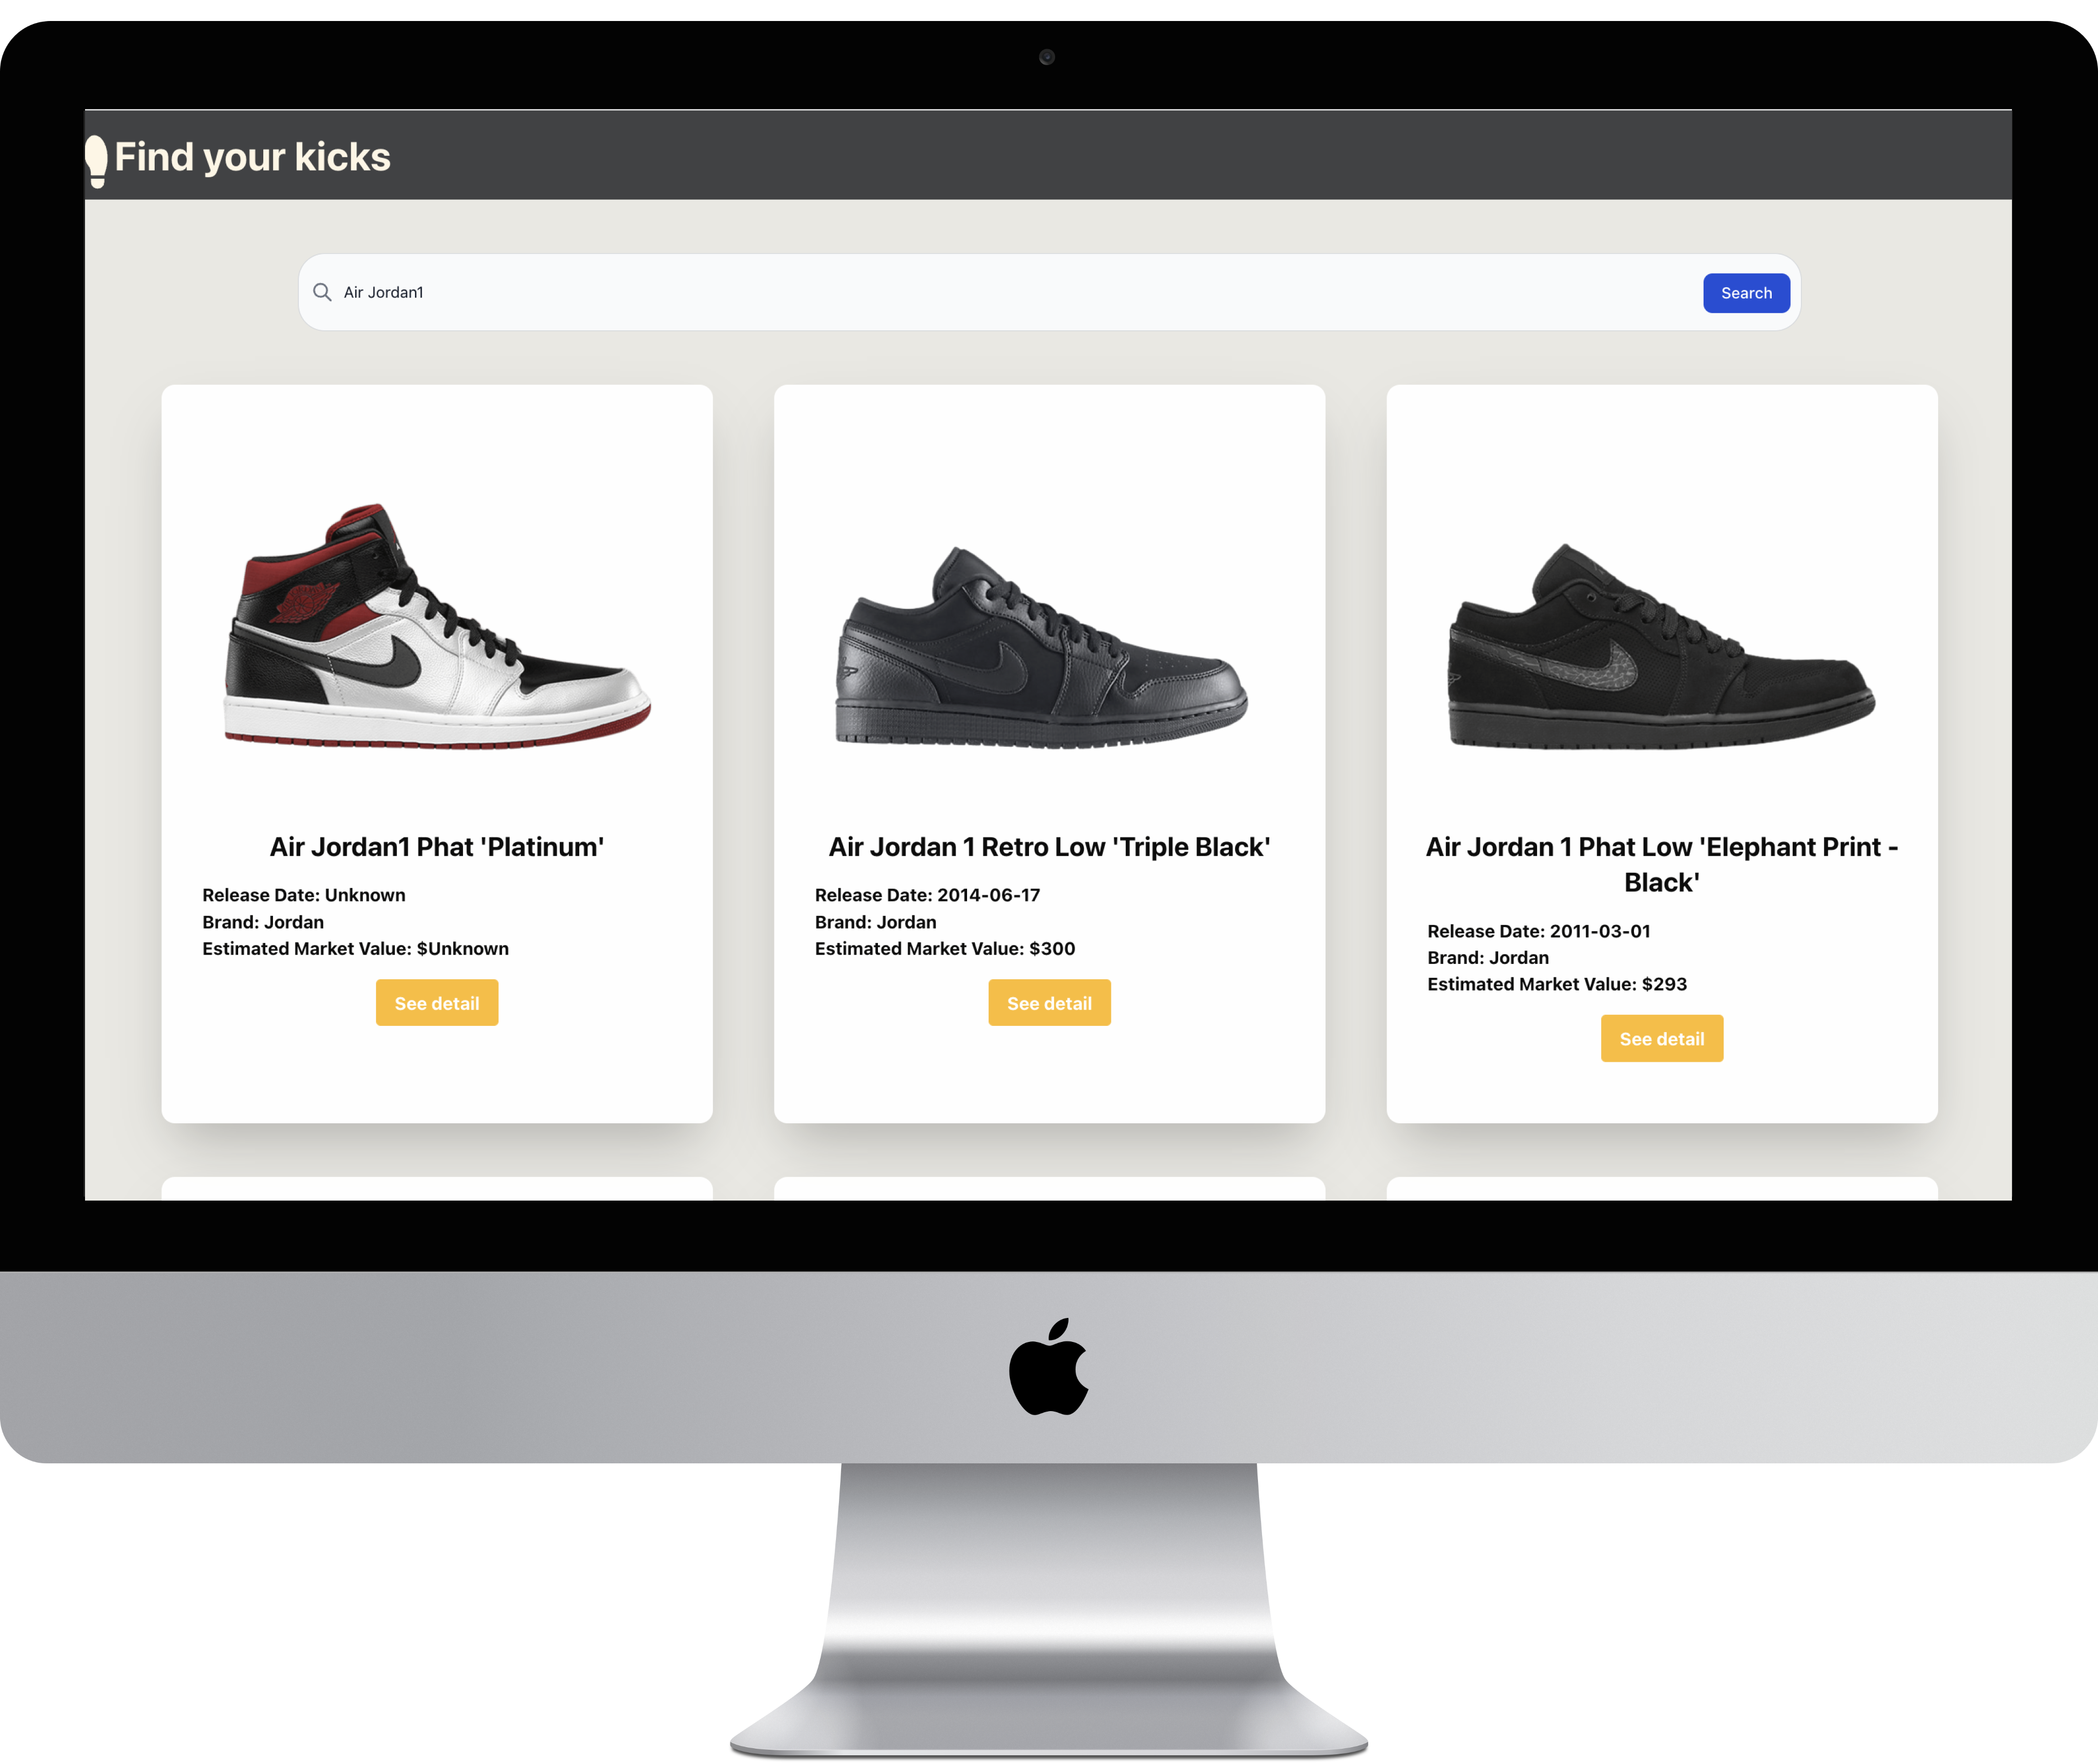 Find your kicks
Air Jordan1
Search
Air Jordan1 Phat 'Platinum'
Release Date: Unknown
Brand: Jordan
Estimated Market Value: $Unknown
See detail
Air Jordan 1 Retro Low 'Triple Black'
Release Date: 2014-06-17
Brand: Jordan
Estimated Market Value: $300
See detail
Air Jordan 1 Phat Low 'Elephant Print -
Black'
Release Date: 2011-03-01
Brand: Jordan
Estimated Market Value: $293
See detail